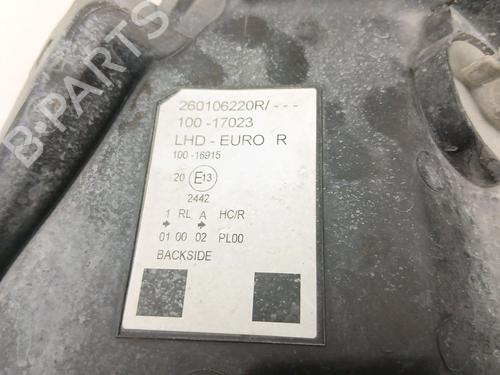 260106220R/---
100-17023
LHD-EURO R
100-16915
20 E13
2442
1 RL A HC/R
01 00 02 PL00
BACKSIDE
B-PARTS